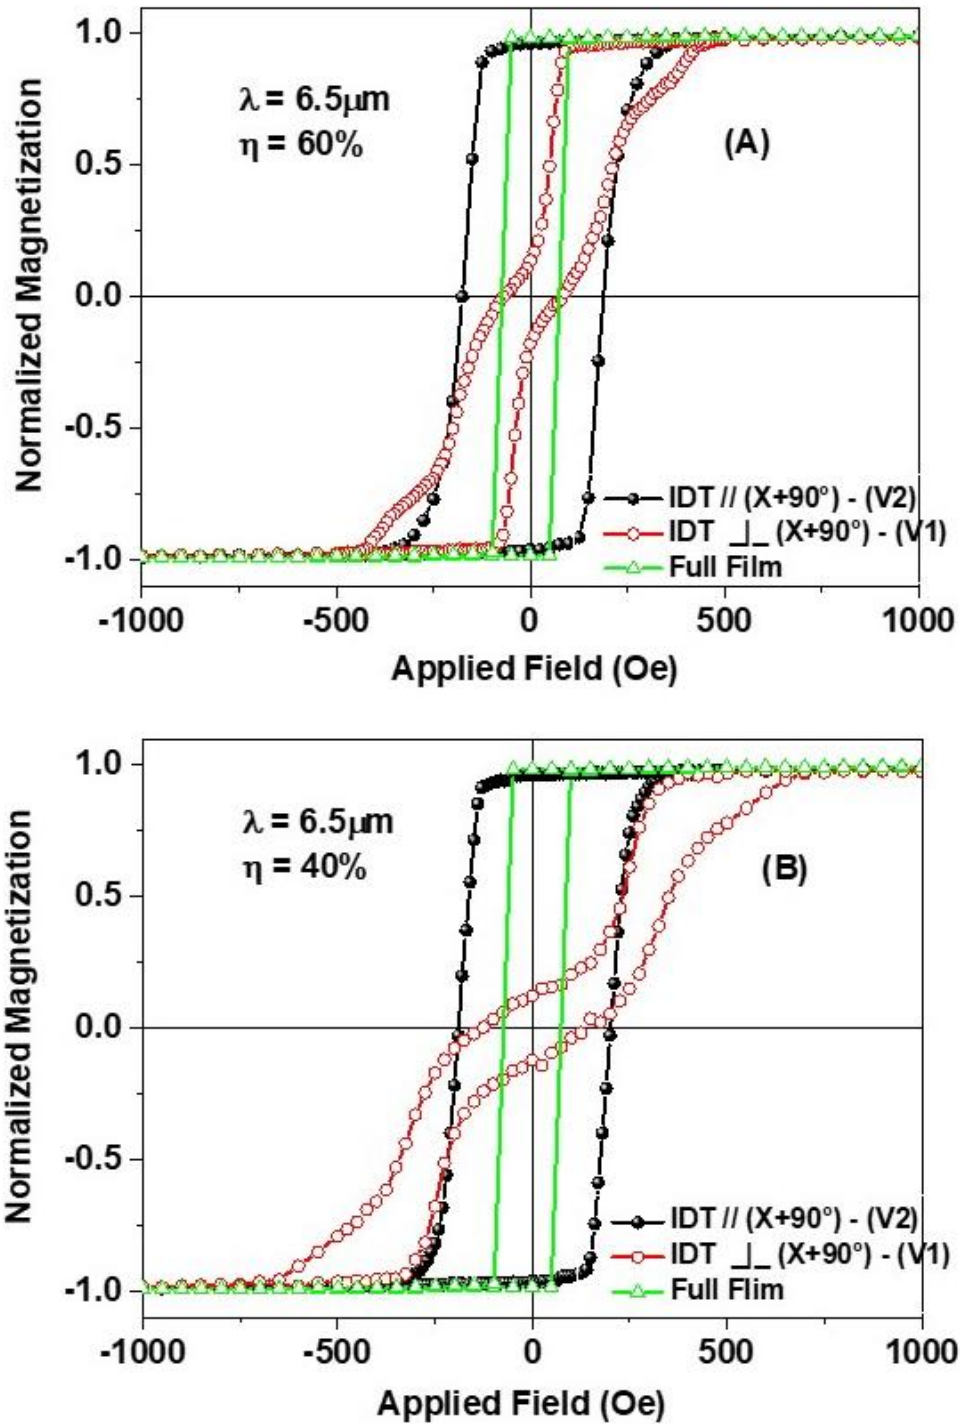 1.0
0.5
0.0
-0.5
-1.0
Normalized Magnetization
λ = 6.5μm
η = 60%
(A)
IDT // (X+90°) - (V2)
IDT _|_ (X+90°) - (V1)
Full Film
-1000 -500 0 500 1000
Applied Field (Oe)
1.0
0.5
0.0
-0.5
-1.0
Normalized Magnetization
λ = 6.5μm
η = 40%
(B)
IDT // (X+90°) - (V2)
IDT _|_ (X+90°) - (V1)
Full Flim
-1000 -500 0 500 1000
Applied Field (Oe)